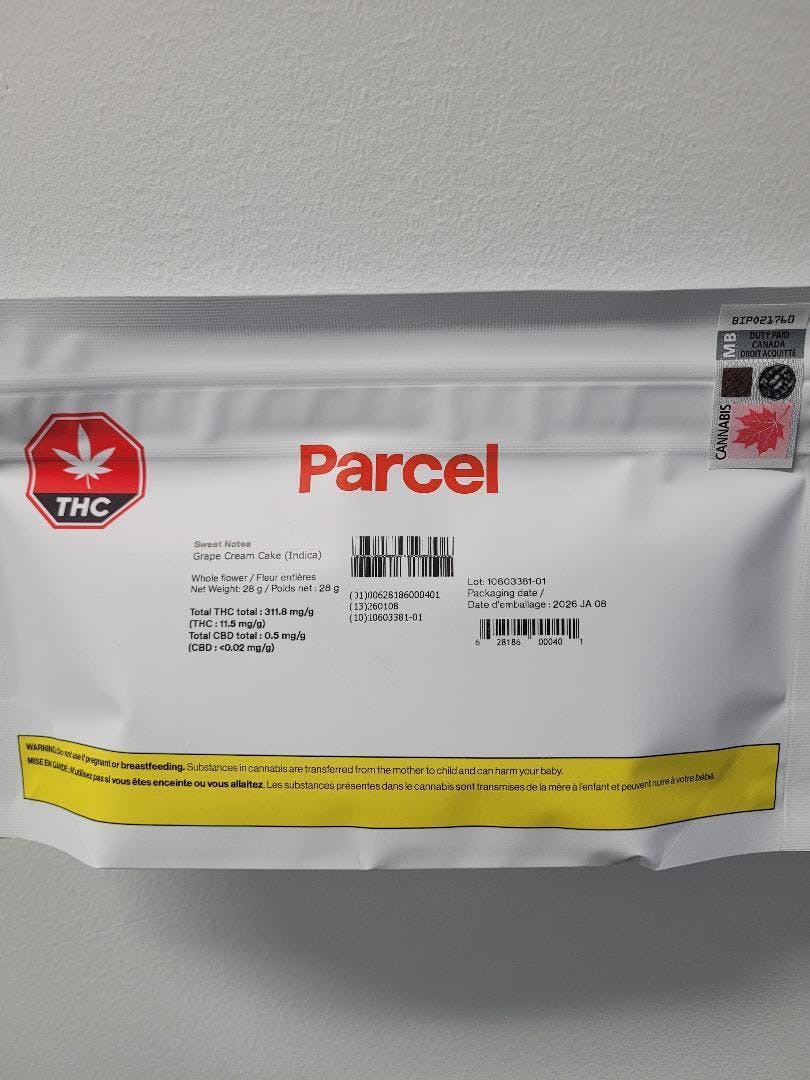 BIP021760
MB
DUTY PAID
CANADA
DROIT ACQUITTÉ
CANNABIS
THC
Parcel
Sweet Notes
Grape Cream Cake (Indica)
Whole flower / Fleur entières
Net Weight: 28 g / Poids net : 28 g
Total THC total : 311.8 mg/g
(THC : 11.5 mg/g)
Total CBD total : 0.5 mg/g
(CBD : <0.02 mg/g)
(01)00628186000401
(13)260108
(10)10603381-01
Lot: 10603381-01
Packaging date /
Date d'emballage : 2026 JA 08
6 28186 00040 1
WARNING: Do not use if pregnant or breastfeeding. Substances in cannabis are transferred from the mother to child and can harm your baby.
MISE EN GARDE : N'utilisez pas si vous êtes enceinte ou vous allaitez. Les substances présentes dans le cannabis sont transmises de la mère à l'enfant et peuvent nuire à votre bébé.